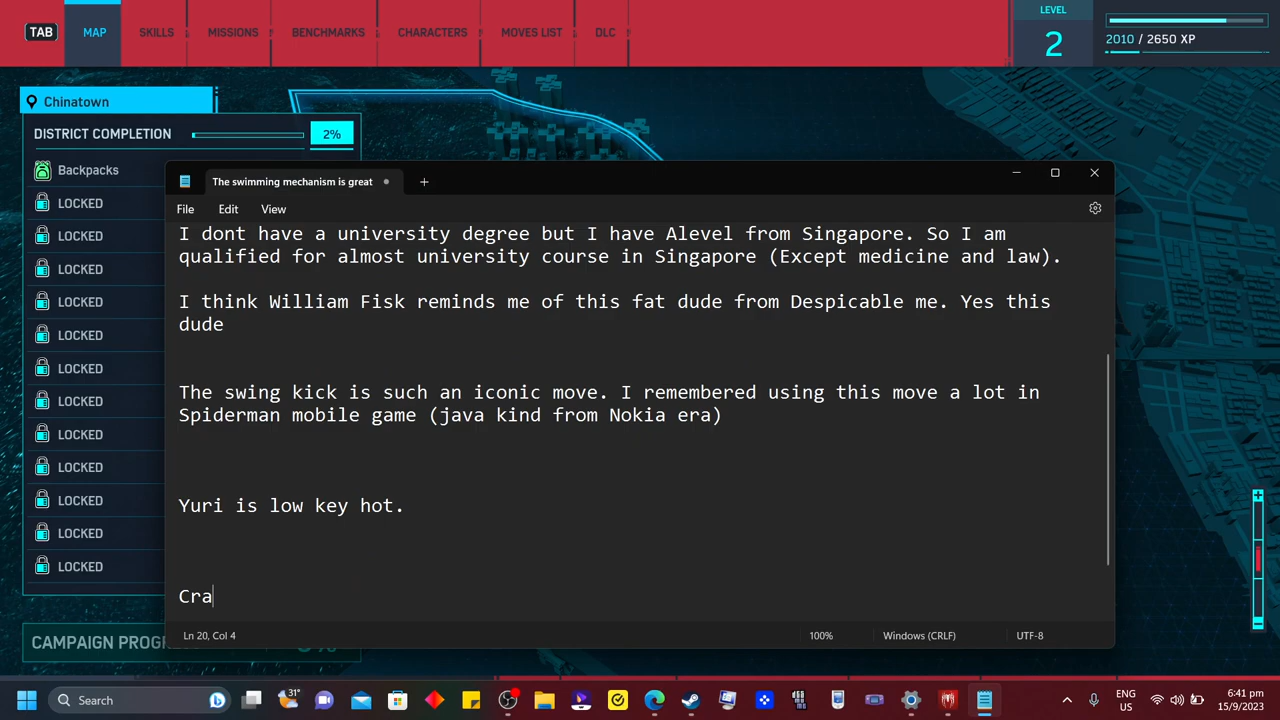 TAB
MAP
SKILLS
MISSIONS
BENCHMARKS
CHARACTERS
MOVES LIST
DLC
LEVEL
2
2010 / 2650 XP
Chinatown
DISTRICT COMPLETION
2%
Backpacks
LOCKED
LOCKED
LOCKED
LOCKED
LOCKED
LOCKED
LOCKED
LOCKED
LOCKED
LOCKED
LOCKED
LOCKED
CAMPAIGN PROG
The swimming mechanism is great
File
Edit
View
I dont have a university degree but I have Alevel from Singapore. So I am
qualified for almost university course in Singapore (Except medicine and law).
I think William Fisk reminds me of this fat dude from Despicable me. Yes this
dude
The swing kick is such an iconic move. I remembered using this move a lot in
Spiderman mobile game (java kind from Nokia era)
Yuri is low key hot.
Cra
Ln 20, Col 4
100%
Windows (CRLF)
UTF-8
Search
31°
ENG
US
6:41 pm
15/9/2023